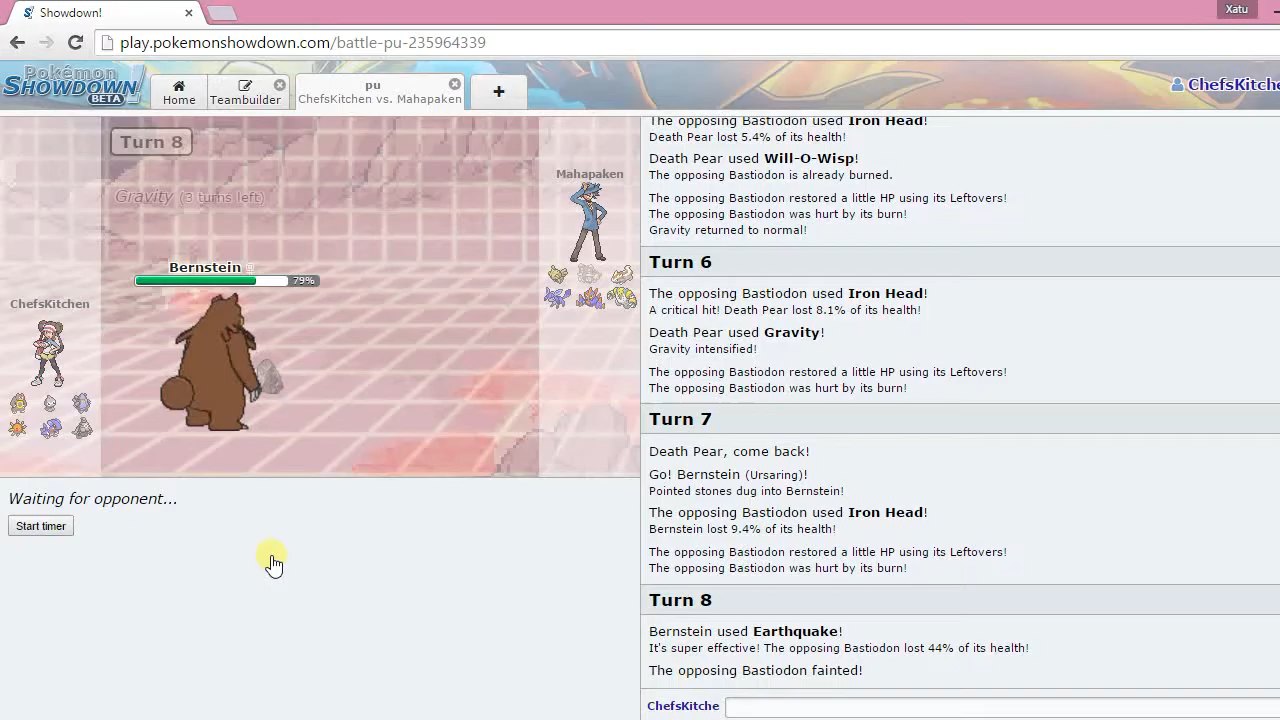 Showdown!
Xatu
play.pokemonshowdown.com/battle-pu-235964339
Pokémon
SHOWDOWN!
BETA
Home
Teambuilder
pu
ChefsKitchen vs. Mahapaken
+
ChefsKitche
Turn 8
Gravity (3 turns left)
Mahapaken
Bernstein
79%
ChefsKitchen
Waiting for opponent...
Start timer
The opposing Bastiodon used Iron Head!
Death Pear lost 5.4% of its health!
Death Pear used Will-O-Wisp!
The opposing Bastiodon is already burned.
The opposing Bastiodon restored a little HP using its Leftovers!
The opposing Bastiodon was hurt by its burn!
Gravity returned to normal!
Turn 6
The opposing Bastiodon used Iron Head!
A critical hit! Death Pear lost 8.1% of its health!
Death Pear used Gravity!
Gravity intensified!
The opposing Bastiodon restored a little HP using its Leftovers!
The opposing Bastiodon was hurt by its burn!
Turn 7
Death Pear, come back!
Go! Bernstein (Ursaring)!
Pointed stones dug into Bernstein!
The opposing Bastiodon used Iron Head!
Bernstein lost 9.4% of its health!
The opposing Bastiodon restored a little HP using its Leftovers!
The opposing Bastiodon was hurt by its burn!
Turn 8
Bernstein used Earthquake!
It's super effective! The opposing Bastiodon lost 44% of its health!
The opposing Bastiodon fainted!
ChefsKitche